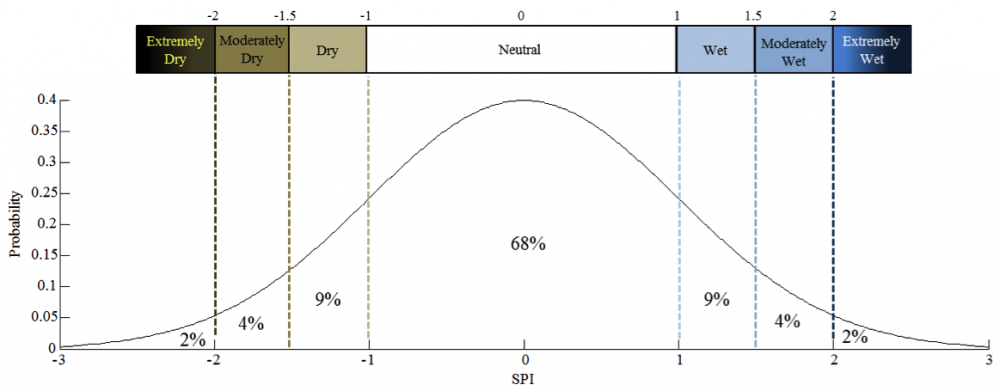 -2 -1.5 -1 0 1 1.5 2
Extremely Dry
Moderately Dry
Dry
Neutral
Wet
Moderately Wet
Extremely Wet
0.4
0.35
0.3
0.25
0.2
0.15
0.1
0.05
0
Probability
68%
9%
9%
4%
4%
2%
2%
-3 -2 -1 0 1 2 3
SPI